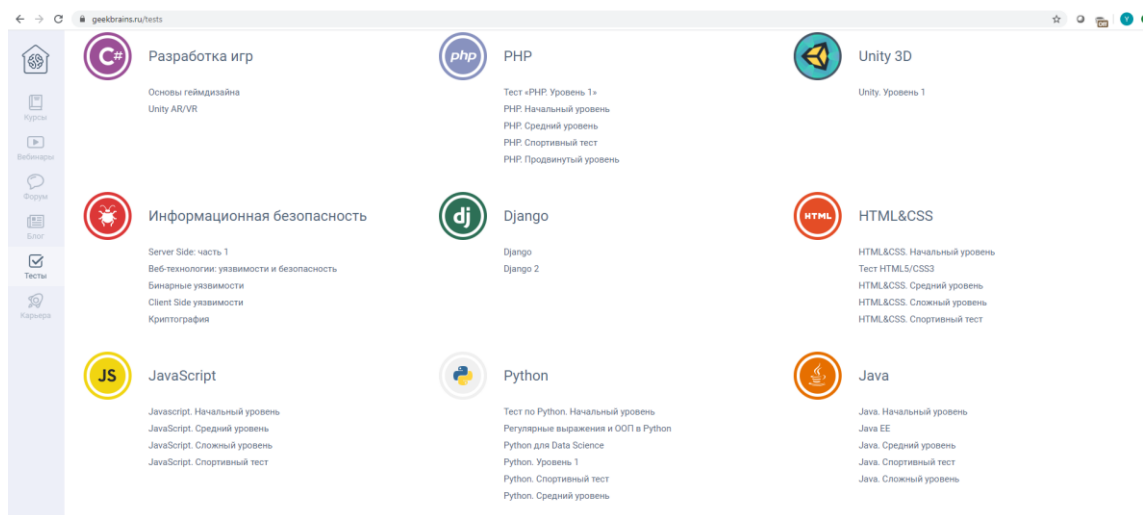 geekbrains.ru/tests
Курсы
Вебинары
Форум
Блог
Тесты
Карьера
C#
Разработка игр
Основы геймдизайна
Unity AR/VR
php
PHP
Тест «PHP. Уровень 1»
PHP. Начальный уровень
PHP. Средний уровень
PHP. Спортивный тест
PHP. Продвинутый уровень
Unity 3D
Unity. Уровень 1
Информационная безопасность
Server Side: часть 1
Веб-технологии: уязвимости и безопасность
Бинарные уязвимости
Client Side уязвимости
Криптография
dj
Django
Django
Django 2
HTML
HTML&CSS
HTML&CSS. Начальный уровень
Тест HTML5/CSS3
HTML&CSS. Средний уровень
HTML&CSS. Сложный уровень
HTML&CSS. Спортивный тест
JS
JavaScript
Javascript. Начальный уровень
JavaScript. Средний уровень
JavaScript. Сложный уровень
JavaScript. Спортивный тест
Python
Тест по Python. Начальный уровень
Регулярные выражения и ООП в Python
Python для Data Science
Python. Уровень 1
Python. Спортивный тест
Python. Средний уровень
Java
Java. Начальный уровень
Java EE
Java. Средний уровень
Java. Спортивный тест
Java. Сложный уровень